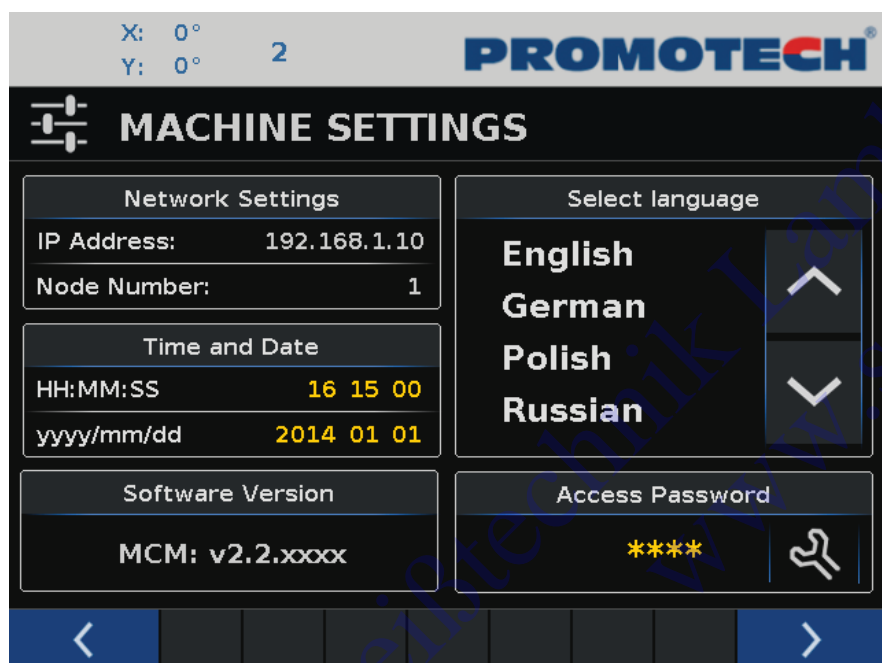 X: 0°
Y: 0°
2
PROMOTECH®
MACHINE SETTINGS
Network Settings
IP Address: 192.168.1.10
Node Number: 1
Time and Date
HH:MM:SS 16 15 00
yyyy/mm/dd 2014 01 01
Software Version
MCM: v2.2.xxxx
Select language
English
German
Polish
Russian
Access Password
****